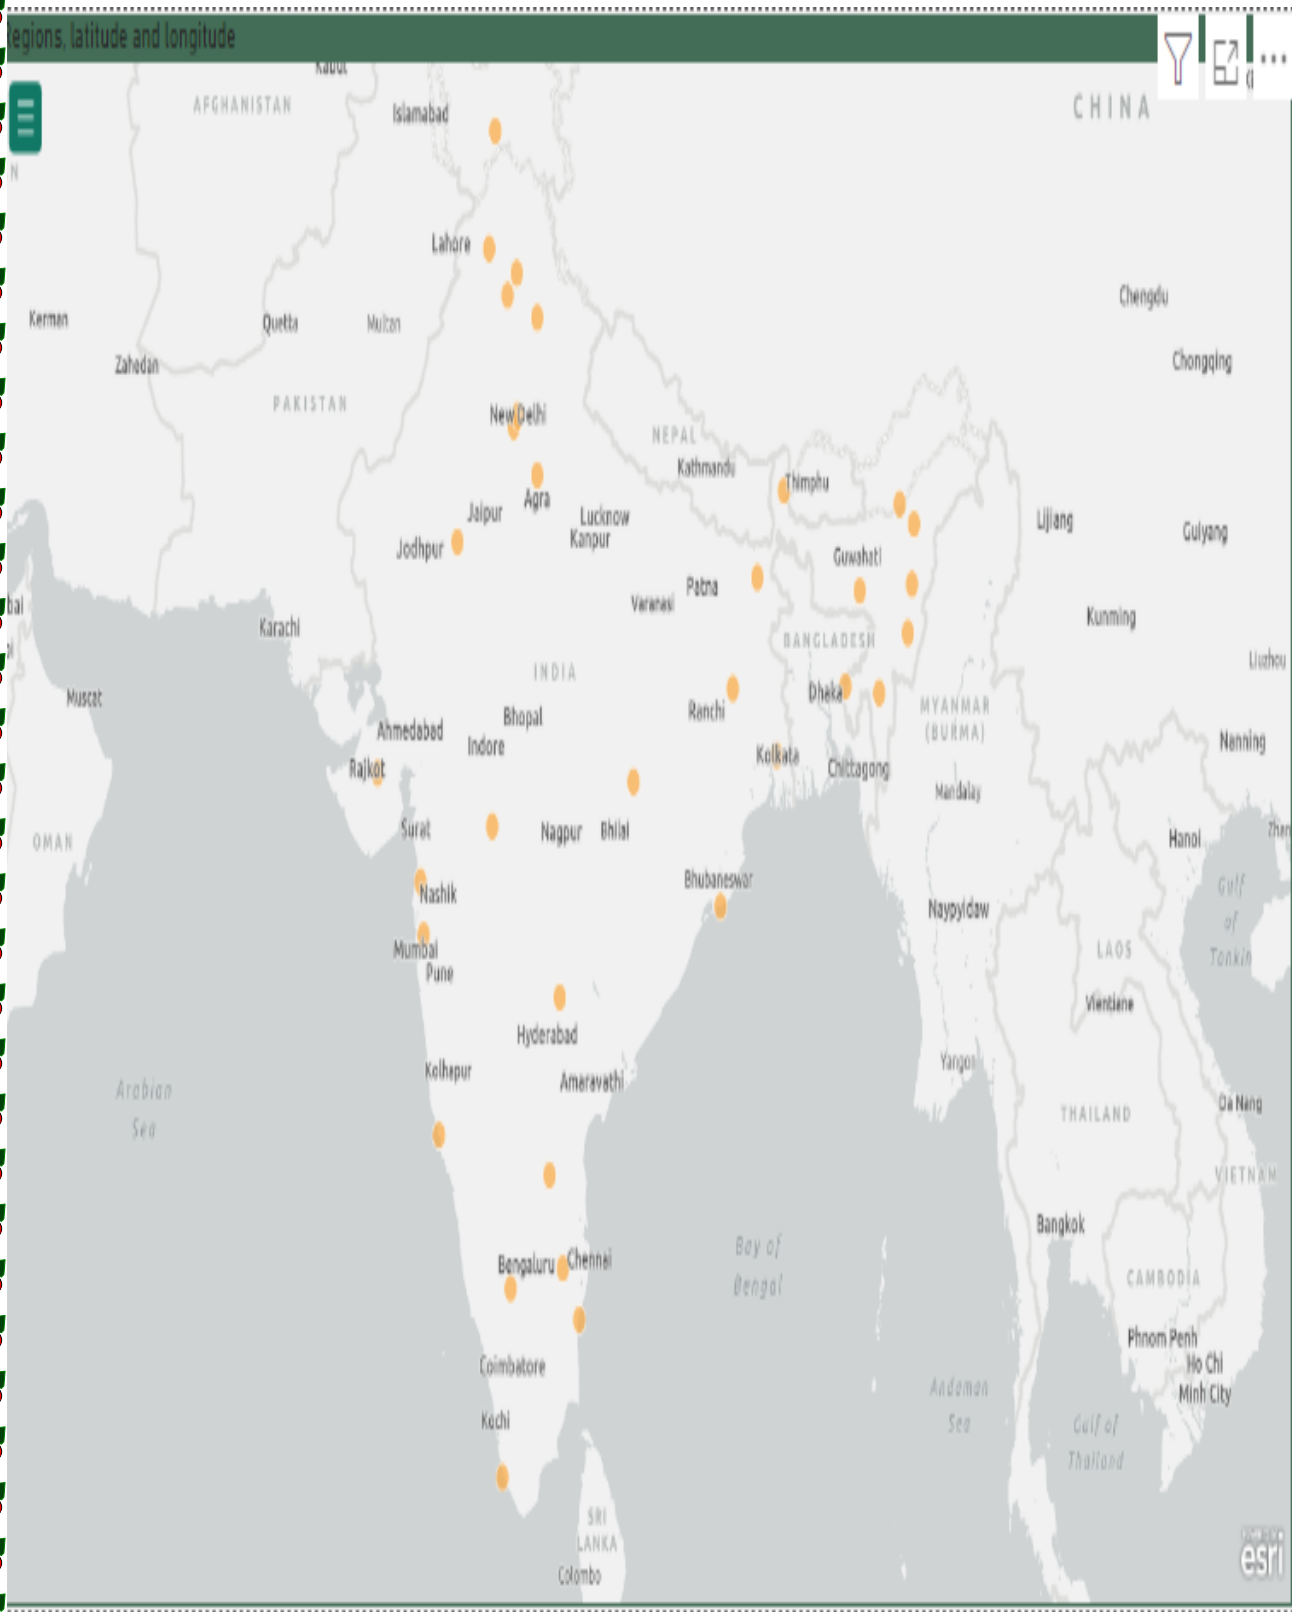 Regions, latitude and longitude
Kabul
AFGHANISTAN
Islamabad
CHINA
N
Lahore
Chengdu
Kerman
Quetta
Multan
Zahedan
Chongqing
PAKISTAN
New Delhi
NEPAL
Kathmandu
Thimphu
Agra
Jaipur
Lucknow
Kanpur
Lijiang
Guiyang
Jodhpur
Guwahati
Patna
Varanasi
bai
Kunming
Karachi
BANGLADESH
Liuzhou
INDIA
Muscat
Dhaka
Ranchi
MYANMAR
(BURMA)
Bhopal
Ahmedabad
Indore
Nanning
Kolkata
Rajkot
Chittagong
Mandalay
Surat
Nagpur
Bhilai
OMAN
Hanoi
Zhan
Bhubaneswar
Nashik
Gulf
of
Tonkin
Naypyidaw
Mumbai
LAOS
Pune
Vientiane
Hyderabad
Yangon
Kolhapur
Amaravathi
Arabian
Sea
Da Nang
THAILAND
VIETNAM
Bangkok
Bay of
Bengal
Bengaluru
Chennai
CAMBODIA
Phnom Penh
Ho Chi
Minh City
Coimbatore
Andaman
Sea
Kochi
Gulf of
Thailand
SRI
LANKA
Colombo
esri